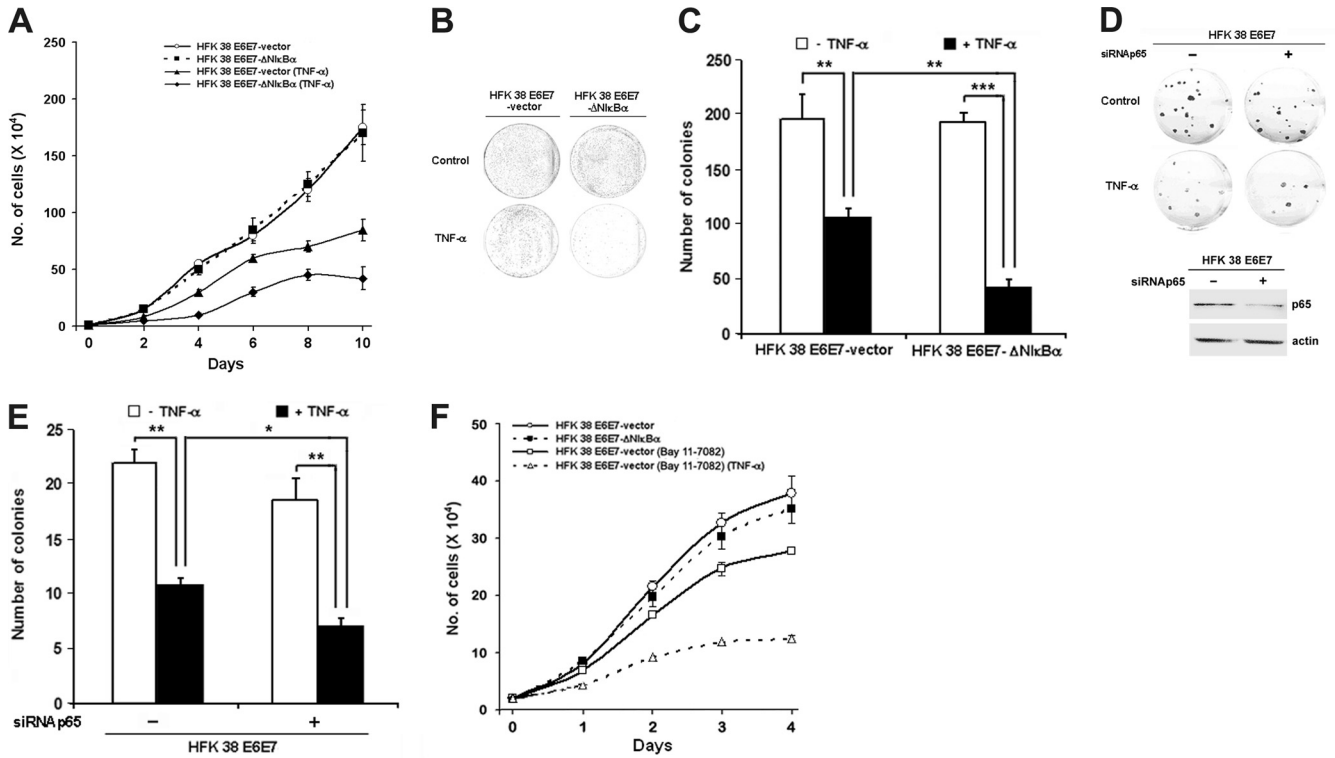 A
HFK 38 E6E7-vector
HFK 38 E6E7-ΔNIκBα
HFK 38 E6E7-vector (TNF-α)
HFK 38 E6E7-ΔNIκBα (TNF-α)
No. of cells (X 10⁴)
250
200
150
100
50
0
0 2 4 6 8 10
Days
B
HFK 38 E6E7 HFK 38 E6E7
-vector -ΔNIκBα
Control
TNF-α
C
- TNF-α + TNF-α
** ** ***
Number of colonies
250
200
150
100
50
0
HFK 38 E6E7-vector HFK 38 E6E7- ΔNIκBα
D
HFK 38 E6E7
siRNAp65 − +
Control
TNF-α
HFK 38 E6E7
siRNAp65 − +
p65
actin
E
- TNF-α + TNF-α
** * **
Number of colonies
25
20
15
10
5
0
siRNAp65 − +
HFK 38 E6E7
F
HFK 38 E6E7-vector
HFK 38 E6E7-ΔNIκBα
HFK 38 E6E7-vector (Bay 11-7082)
HFK 38 E6E7-vector (Bay 11-7082) (TNF-α)
No. of cells (X 10⁴)
50
40
30
20
10
0
0 1 2 3 4
Days